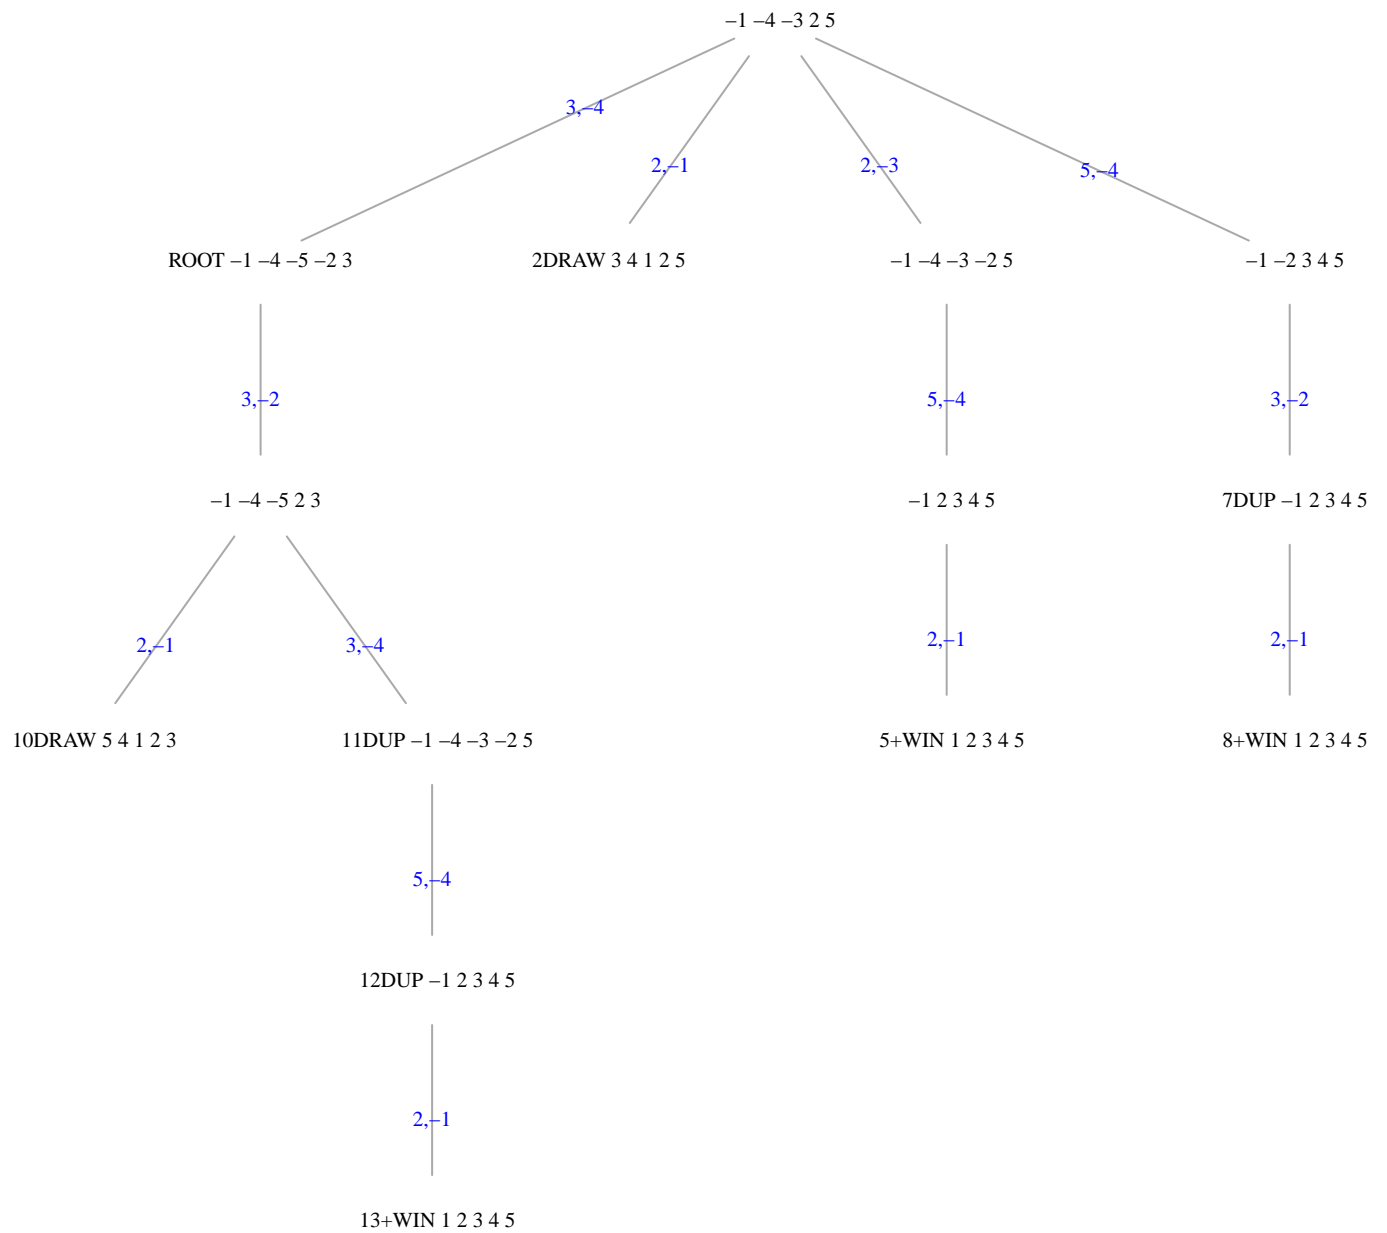 –1 –4 –3 2 5
3,–4
2,–1
2,–3
5,–4
ROOT –1 –4 –5 –2 3
2DRAW 3 4 1 2 5
–1 –4 –3 –2 5
–1 –2 3 4 5
3,–2
5,–4
3,–2
–1 –4 –5 2 3
–1 2 3 4 5
7DUP –1 2 3 4 5
2,–1
3,–4
2,–1
2,–1
10DRAW 5 4 1 2 3
11DUP –1 –4 –3 –2 5
5+WIN 1 2 3 4 5
8+WIN 1 2 3 4 5
5,–4
12DUP –1 2 3 4 5
2,–1
13+WIN 1 2 3 4 5